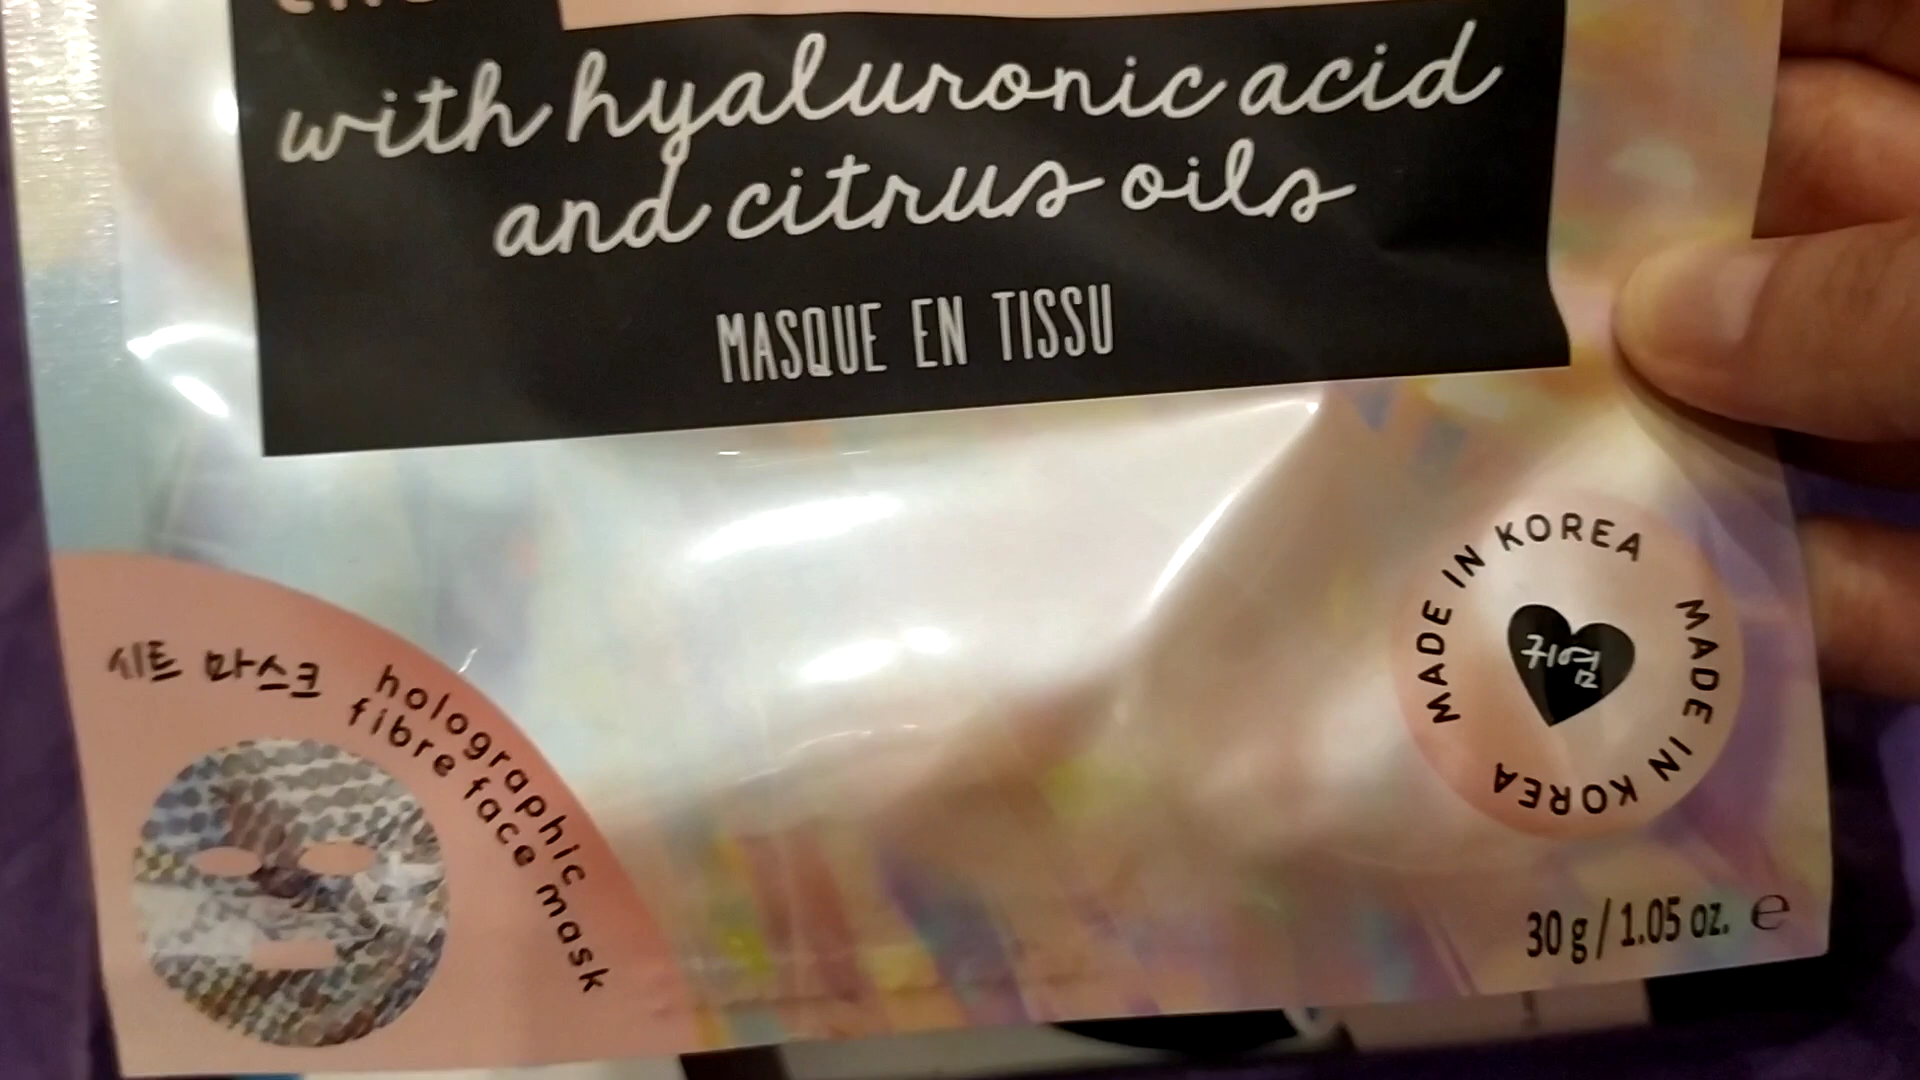 with hyaluronic acid
and citrus oils
MASQUE EN TISSU
시트 마스크
holographic
fibre face mask
MADE IN KOREA
MADE IN KOREA
귀염
30 g / 1.05 oz. ℮